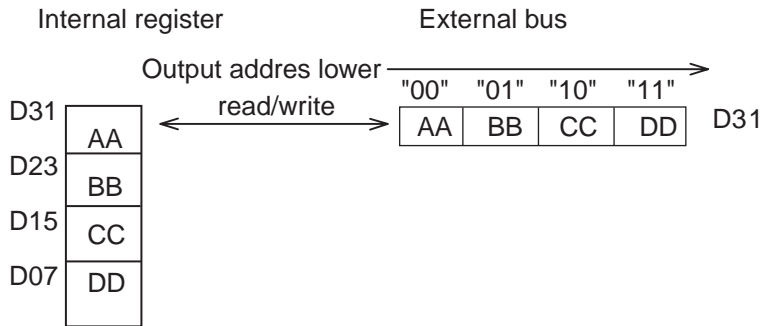 Internal register
External bus
Output addres lower
read/write
"00" "01" "10" "11"
AA BB CC DD D31
D31 AA
D23 BB
D15 CC
D07 DD